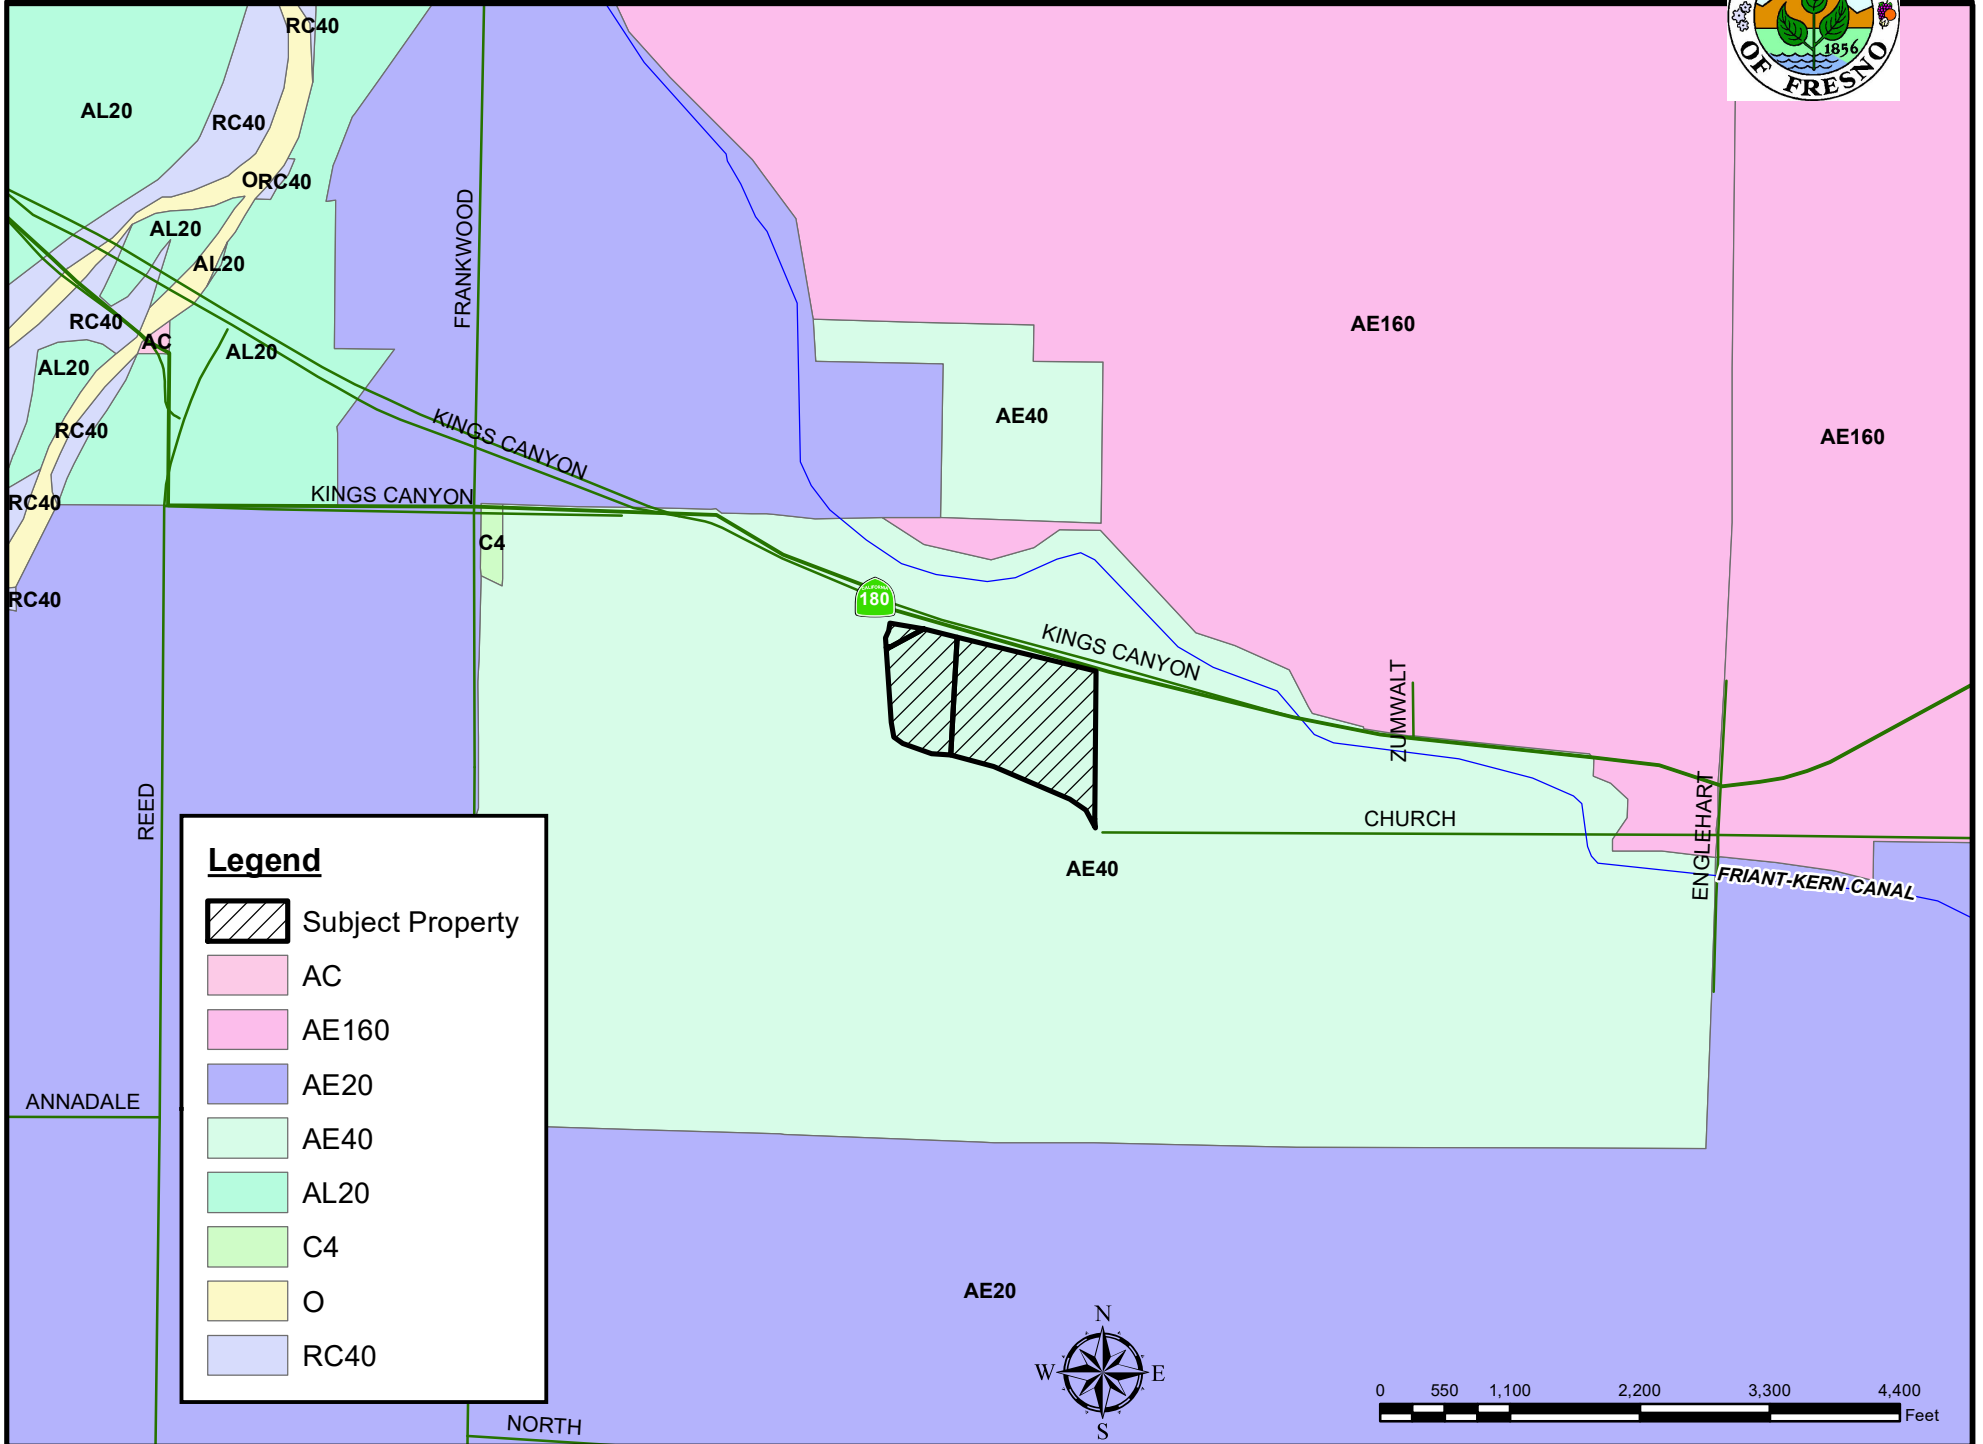 RC40
1856
OF FRESNO
AL20
RC40
O
RC40
AL20
AL20
FRANKWOOD
RC40
AC
AL20
AL20
AE160
AE40
KINGS CANYON
RC40
AE160
KINGS CANYON
RC40
C4
RC40
CALIFORNIA
180
KINGS CANYON
ZUMWALT
REED
ENGLEHART
CHURCH
AE40
FRIANT-KERN CANAL
ANNADALE
Legend
Subject Property
AC
AE160
AE20
AE40
AL20
C4
O
RC40
AE20
N
W E
S
0 550 1,100 2,200 3,300 4,400
Feet
NORTH